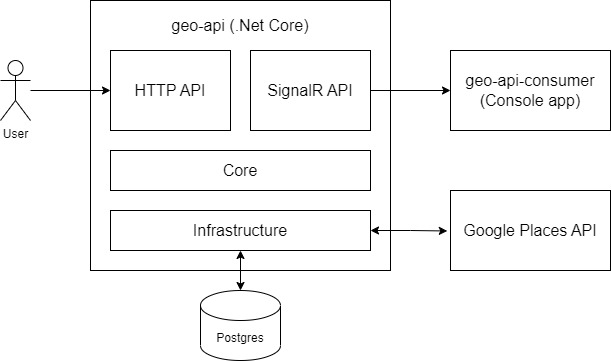 geo-api (.Net Core)
HTTP API
SignalR API
geo-api-consumer
(Console app)
User
Core
Infrastructure
Google Places API
Postgres